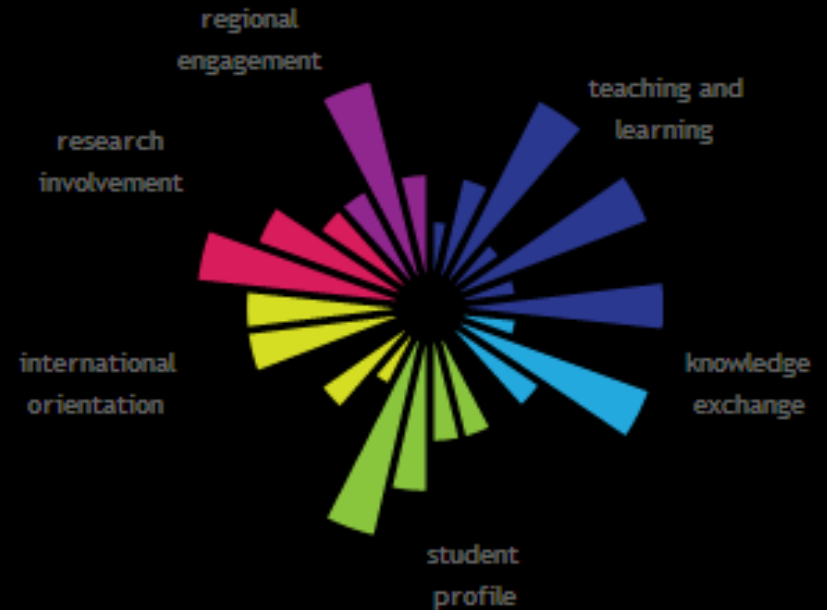 regional
engagement
teaching and
learning
research
involvement
international
orientation
knowledge
exchange
student
profile